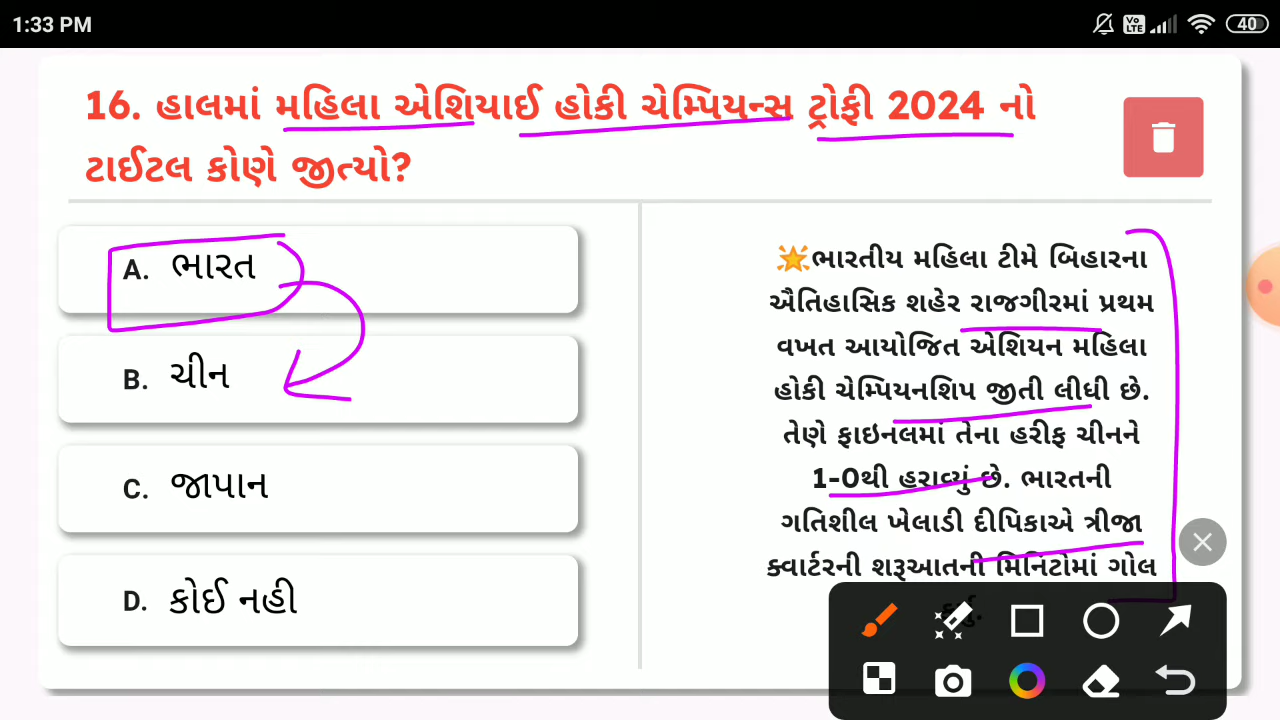 1:33 PM
Vo LTE
40
16. હાલમાં મહિલા એશિયાઈ હોકી ચેમ્પિયન્સ ટ્રોફી 2024 નો
ટાઈટલ કોણે જીત્યો?
A. ભારત
B. ચીન
C. જાપાન
D. કોઈ નહી
🌟ભારતીય મહિલા ટીમે બિહારના
ઐતિહાસિક શહેર રાજગીરમાં પ્રથમ
વખત આયોજિત એશિયન મહિલા
હોકી ચેમ્પિયનશિપ જીતી લીધી છે.
તેણે ફાઇનલમાં તેના હરીફ ચીનને
1-0થી હરાવ્યું છે. ભારતની
ગતિશીલ ખેલાડી દીપિકાએ ત્રીજા
ક્વાર્ટરની શરૂઆતની મિનિટોમાં ગોલ